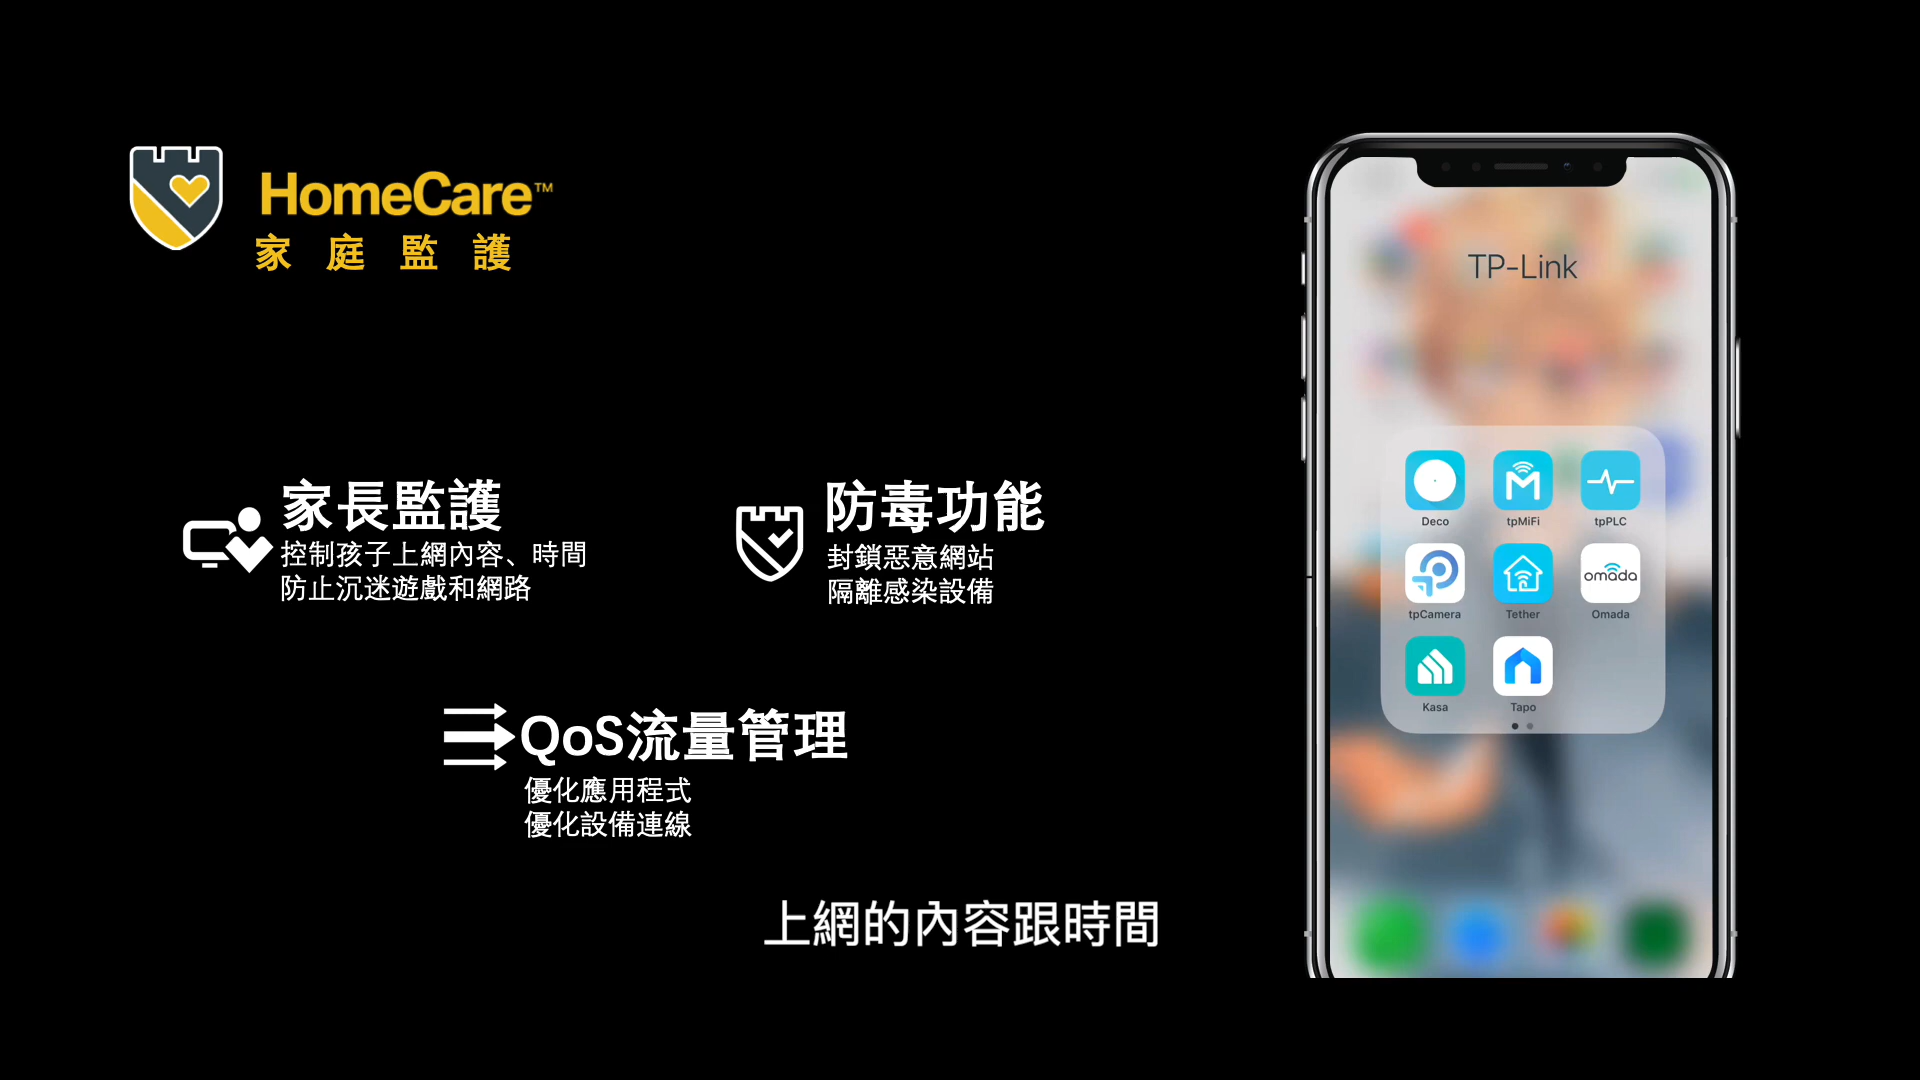 HomeCare™
家庭監護
家長監護
控制孩子上網內容、時間
防止沉迷遊戲和網路
防毒功能
封鎖惡意網站
隔離感染設備
QoS流量管理
優化應用程式
優化設備連線
上網的內容跟時間
TP-Link
Deco
tpMiFi
tpPLC
omada
tpCamera
Tether
Omada
Kasa
Tapo